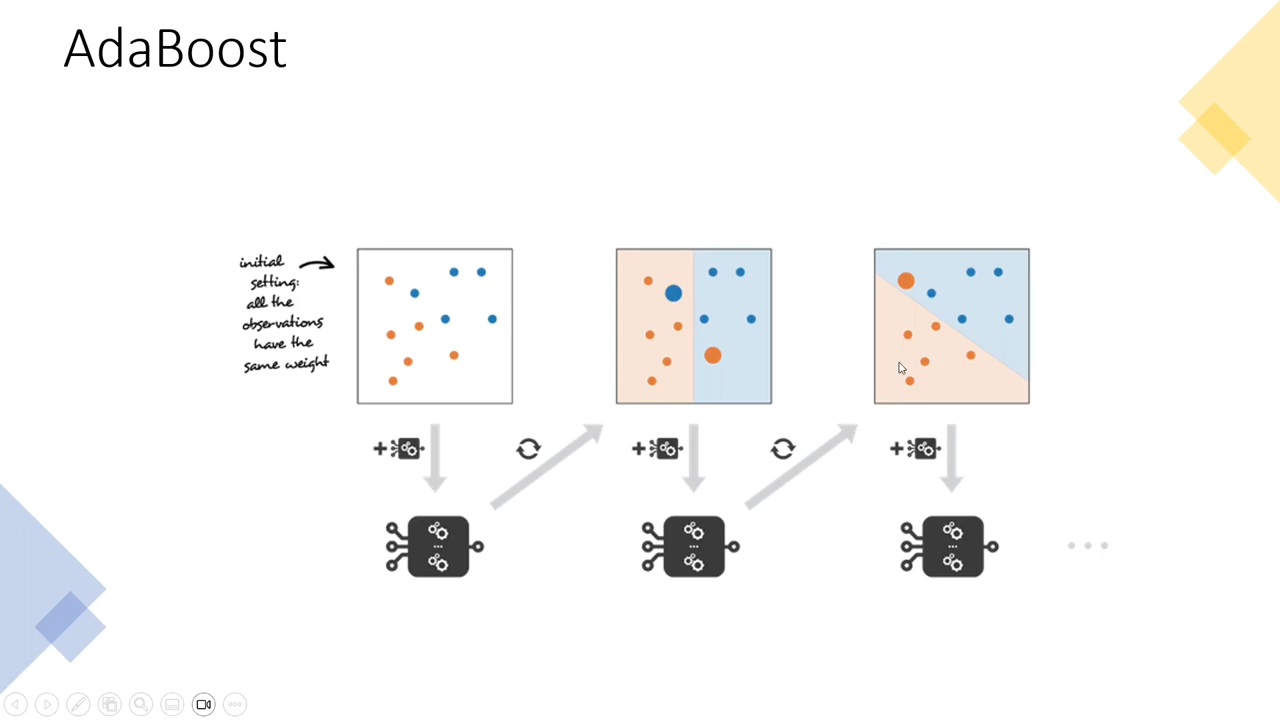 AdaBoost
initial
setting:
all the
observations
have the
same weight